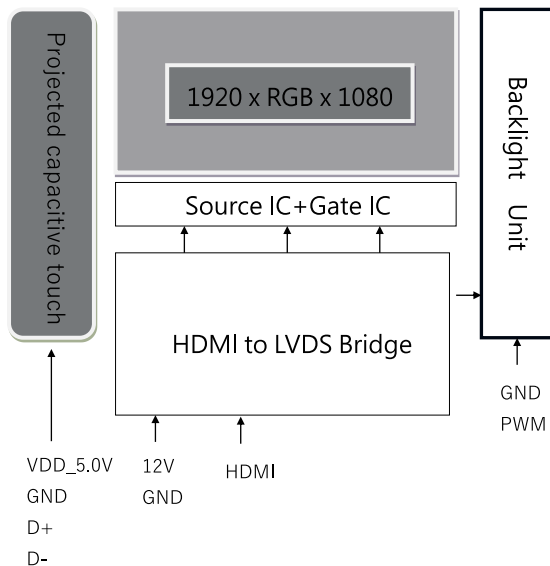 Projected capacitive touch
1920 x RGB x 1080
Backlight Unit
Source IC+Gate IC
HDMI to LVDS Bridge
GND
PWM
VDD_5.0V
GND
D+
D-
12V
GND
HDMI